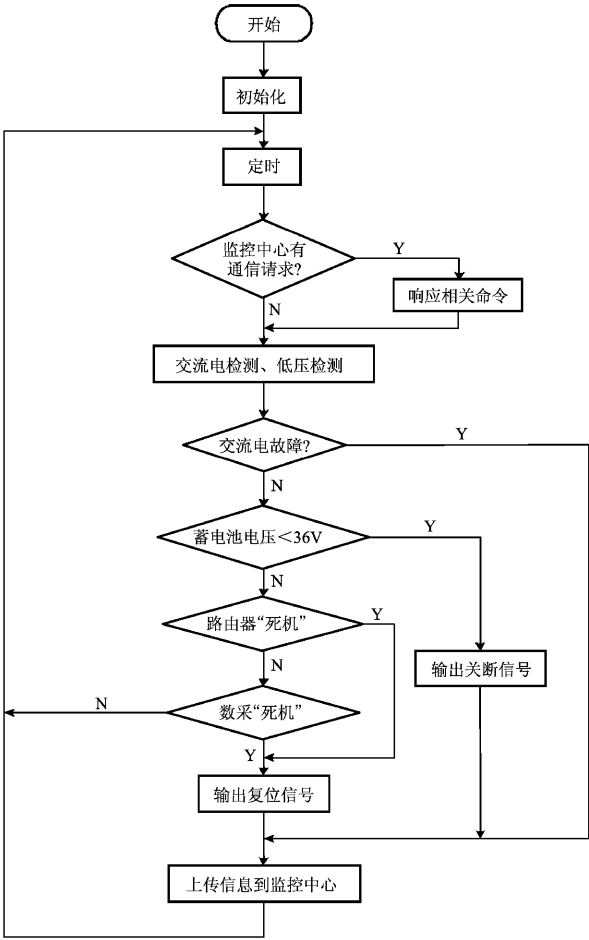 开始
初始化
定时
监控中心有
通信请求?
Y
响应相关命令
N
交流电检测、低压检测
交流电故障?
Y
N
蓄电池电压<36V
Y
N
路由器“死机”
Y
输出关断信号
N
数采“死机”
N
Y
输出复位信号
上传信息到监控中心